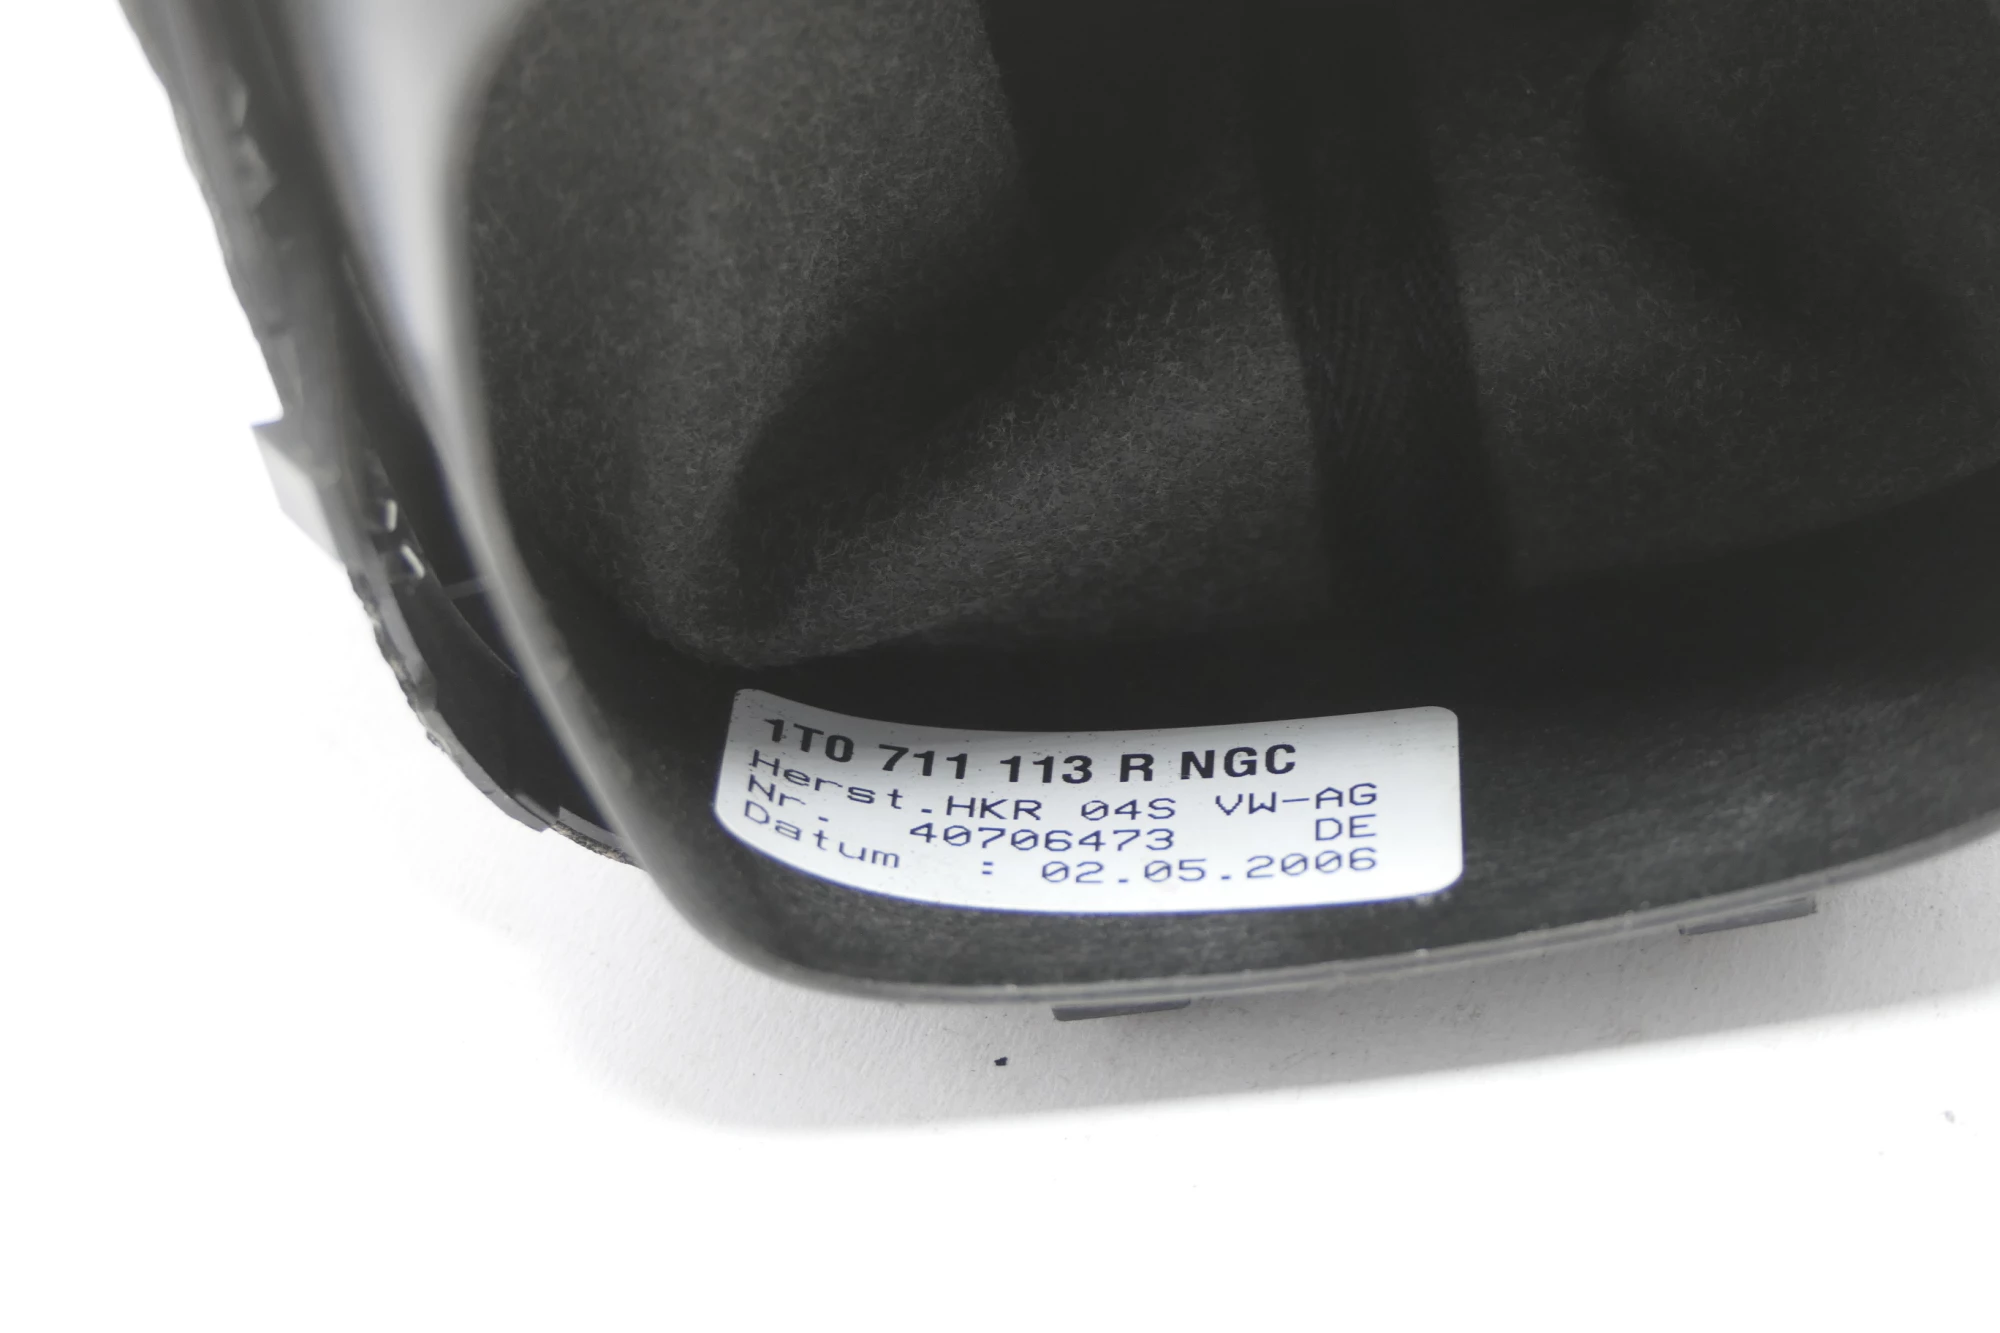 1T0 711 113 R NGC
Herst.HKR 04S VW-AG
Nr. 40706473 DE
Datum : 02.05.2006